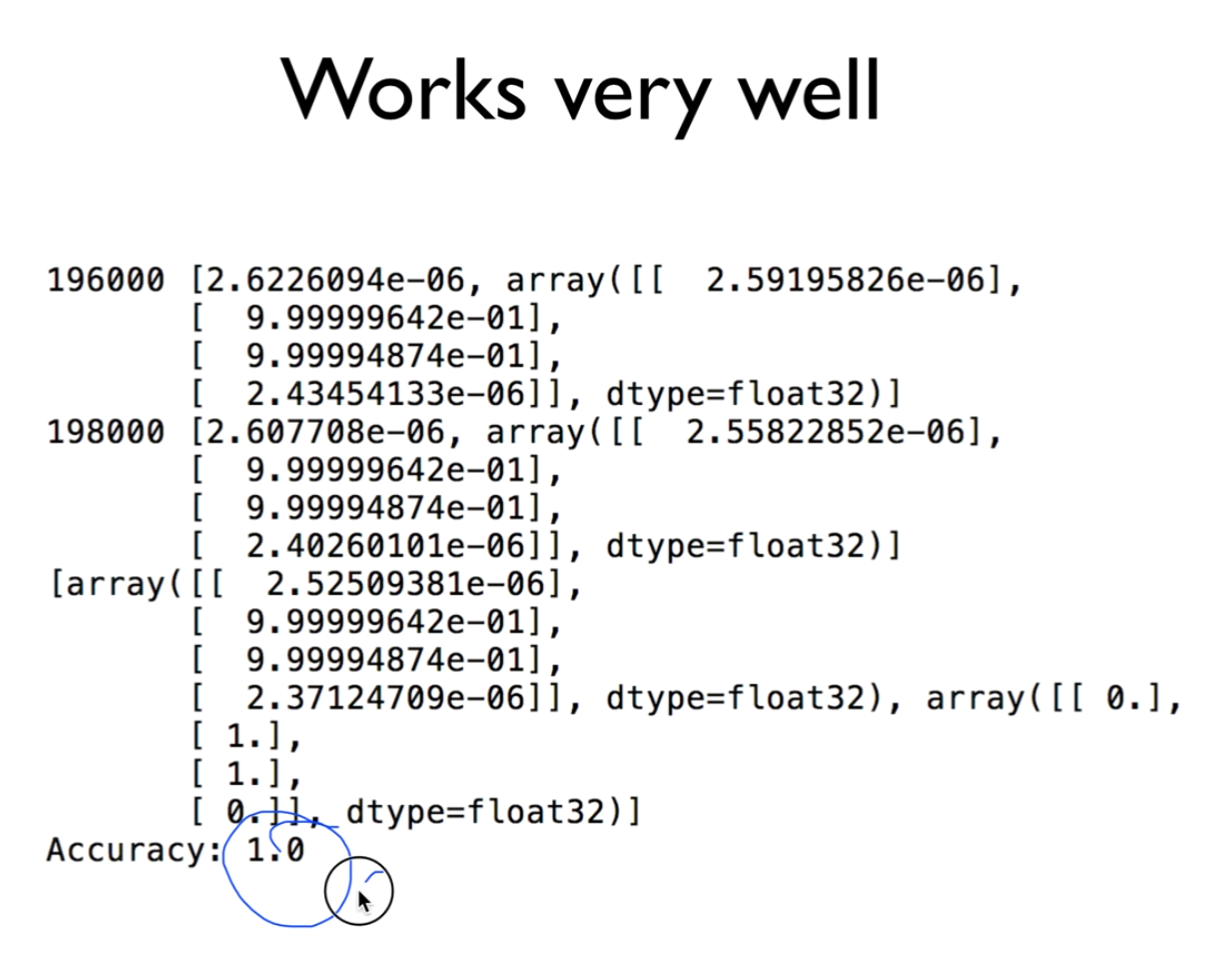 Works very well
196000 [2.6226094e-06, array([[  2.59195826e-06],
       [  9.99999642e-01],
       [  9.99994874e-01],
       [  2.43454133e-06]], dtype=float32)]
198000 [2.607708e-06, array([[  2.55822852e-06],
       [  9.99999642e-01],
       [  9.99994874e-01],
       [  2.40260101e-06]], dtype=float32)]
[array([[  2.52509381e-06],
       [  9.99999642e-01],
       [  9.99994874e-01],
       [  2.37124709e-06]], dtype=float32), array([[ 0.],
       [ 1.],
       [ 1.],
       [ 0.]], dtype=float32)]
Accuracy: 1.0